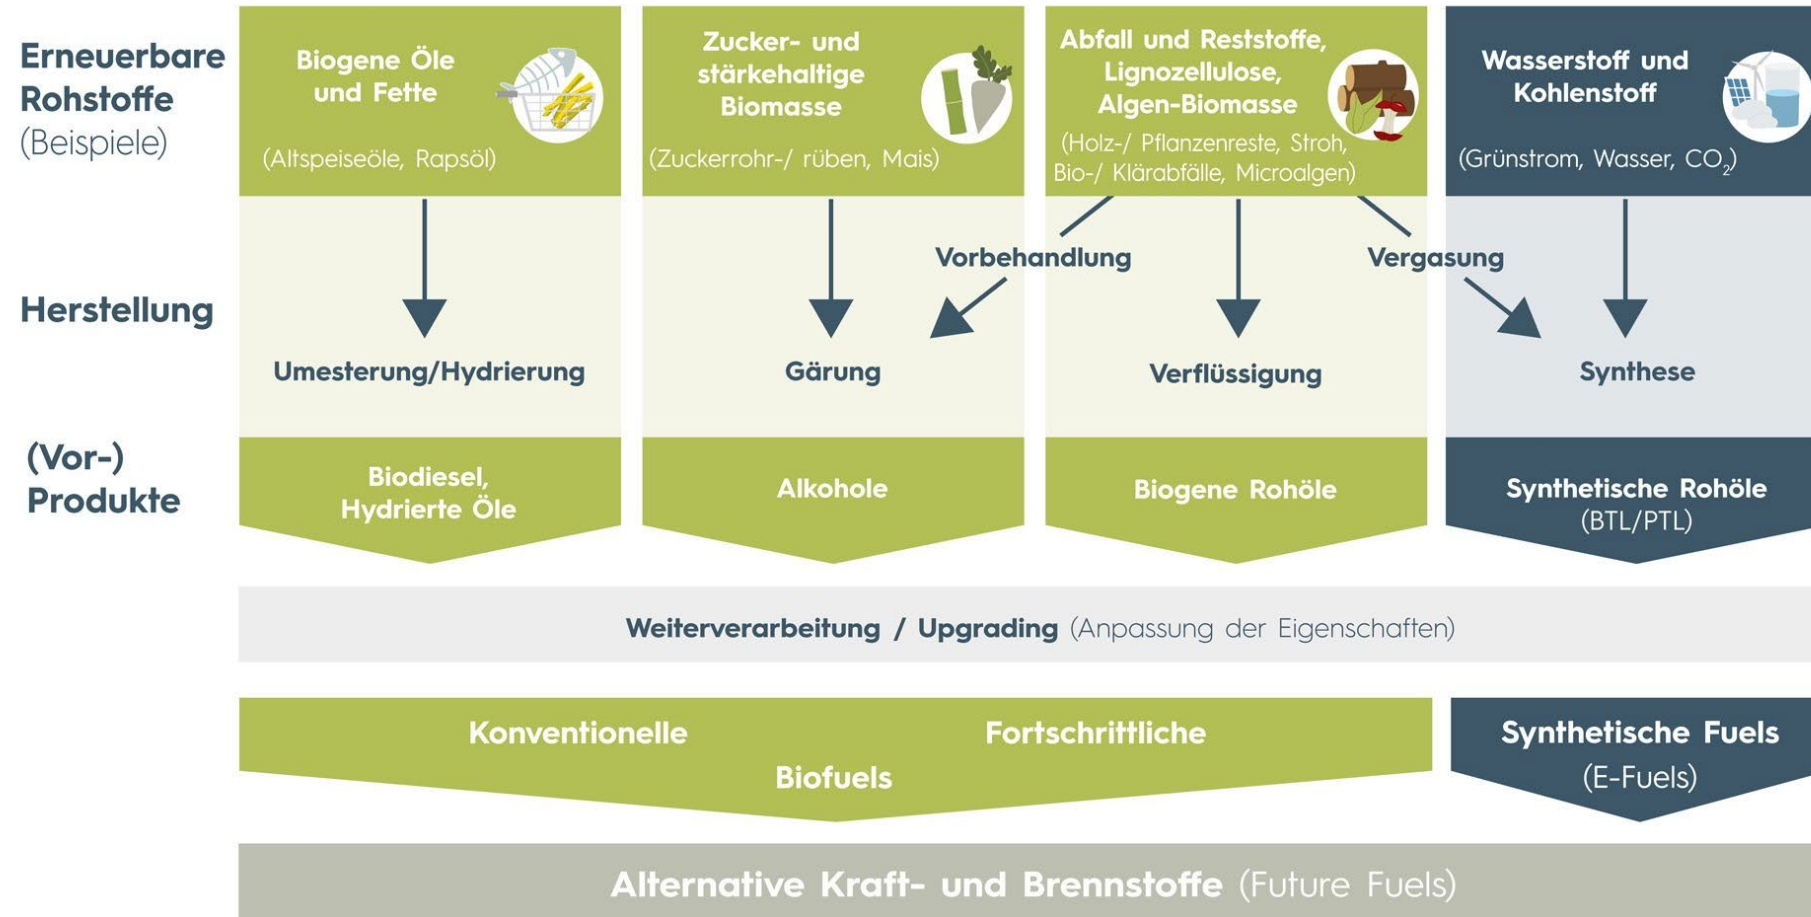 Erneuerbare
Rohstoffe
(Beispiele)
Biogene Öle
und Fette
(Altspeiseöle, Rapsöl)
Zucker- und
stärkehaltige
Biomasse
(Zuckerrohr-/ rüben, Mais)
Abfall und Reststoffe,
Lignozellulose,
Algen-Biomasse
(Holz-/ Pflanzenreste, Stroh,
Bio-/ Klärabfälle, Microalgen)
Wasserstoff und
Kohlenstoff
(Grünstrom, Wasser, CO₂)
Vorbehandlung
Vergasung
Herstellung
Umesterung/Hydrierung
Gärung
Verflüssigung
Synthese
(Vor-)
Produkte
Biodiesel,
Hydrierte Öle
Alkohole
Biogene Rohöle
Synthetische Rohöle
(BTL/PTL)
Weiterverarbeitung / Upgrading (Anpassung der Eigenschaften)
Konventionelle
Fortschrittliche
Biofuels
Synthetische Fuels
(E-Fuels)
Alternative Kraft- und Brennstoffe (Future Fuels)